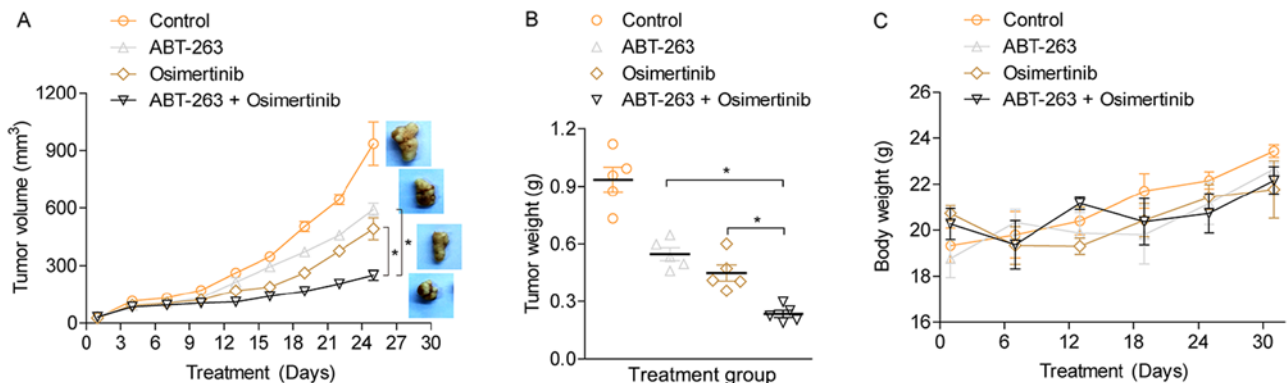 A
Control
ABT-263
Osimertinib
ABT-263 + Osimertinib
Tumor volume (mm³)
1200
900
600
300
0
0 3 6 9 12 15 18 21 24 27 30
Treatment (Days)
*
*
B
Control
ABT-263
Osimertinib
ABT-263 + Osimertinib
Tumor weight (g)
1.2
0.9
0.6
0.3
0
*
*
Treatment group
C
Control
ABT-263
Osimertinib
ABT-263 + Osimertinib
Body weight (g)
26
24
22
20
18
16
0 6 12 18 24 30
Treatment (Days)